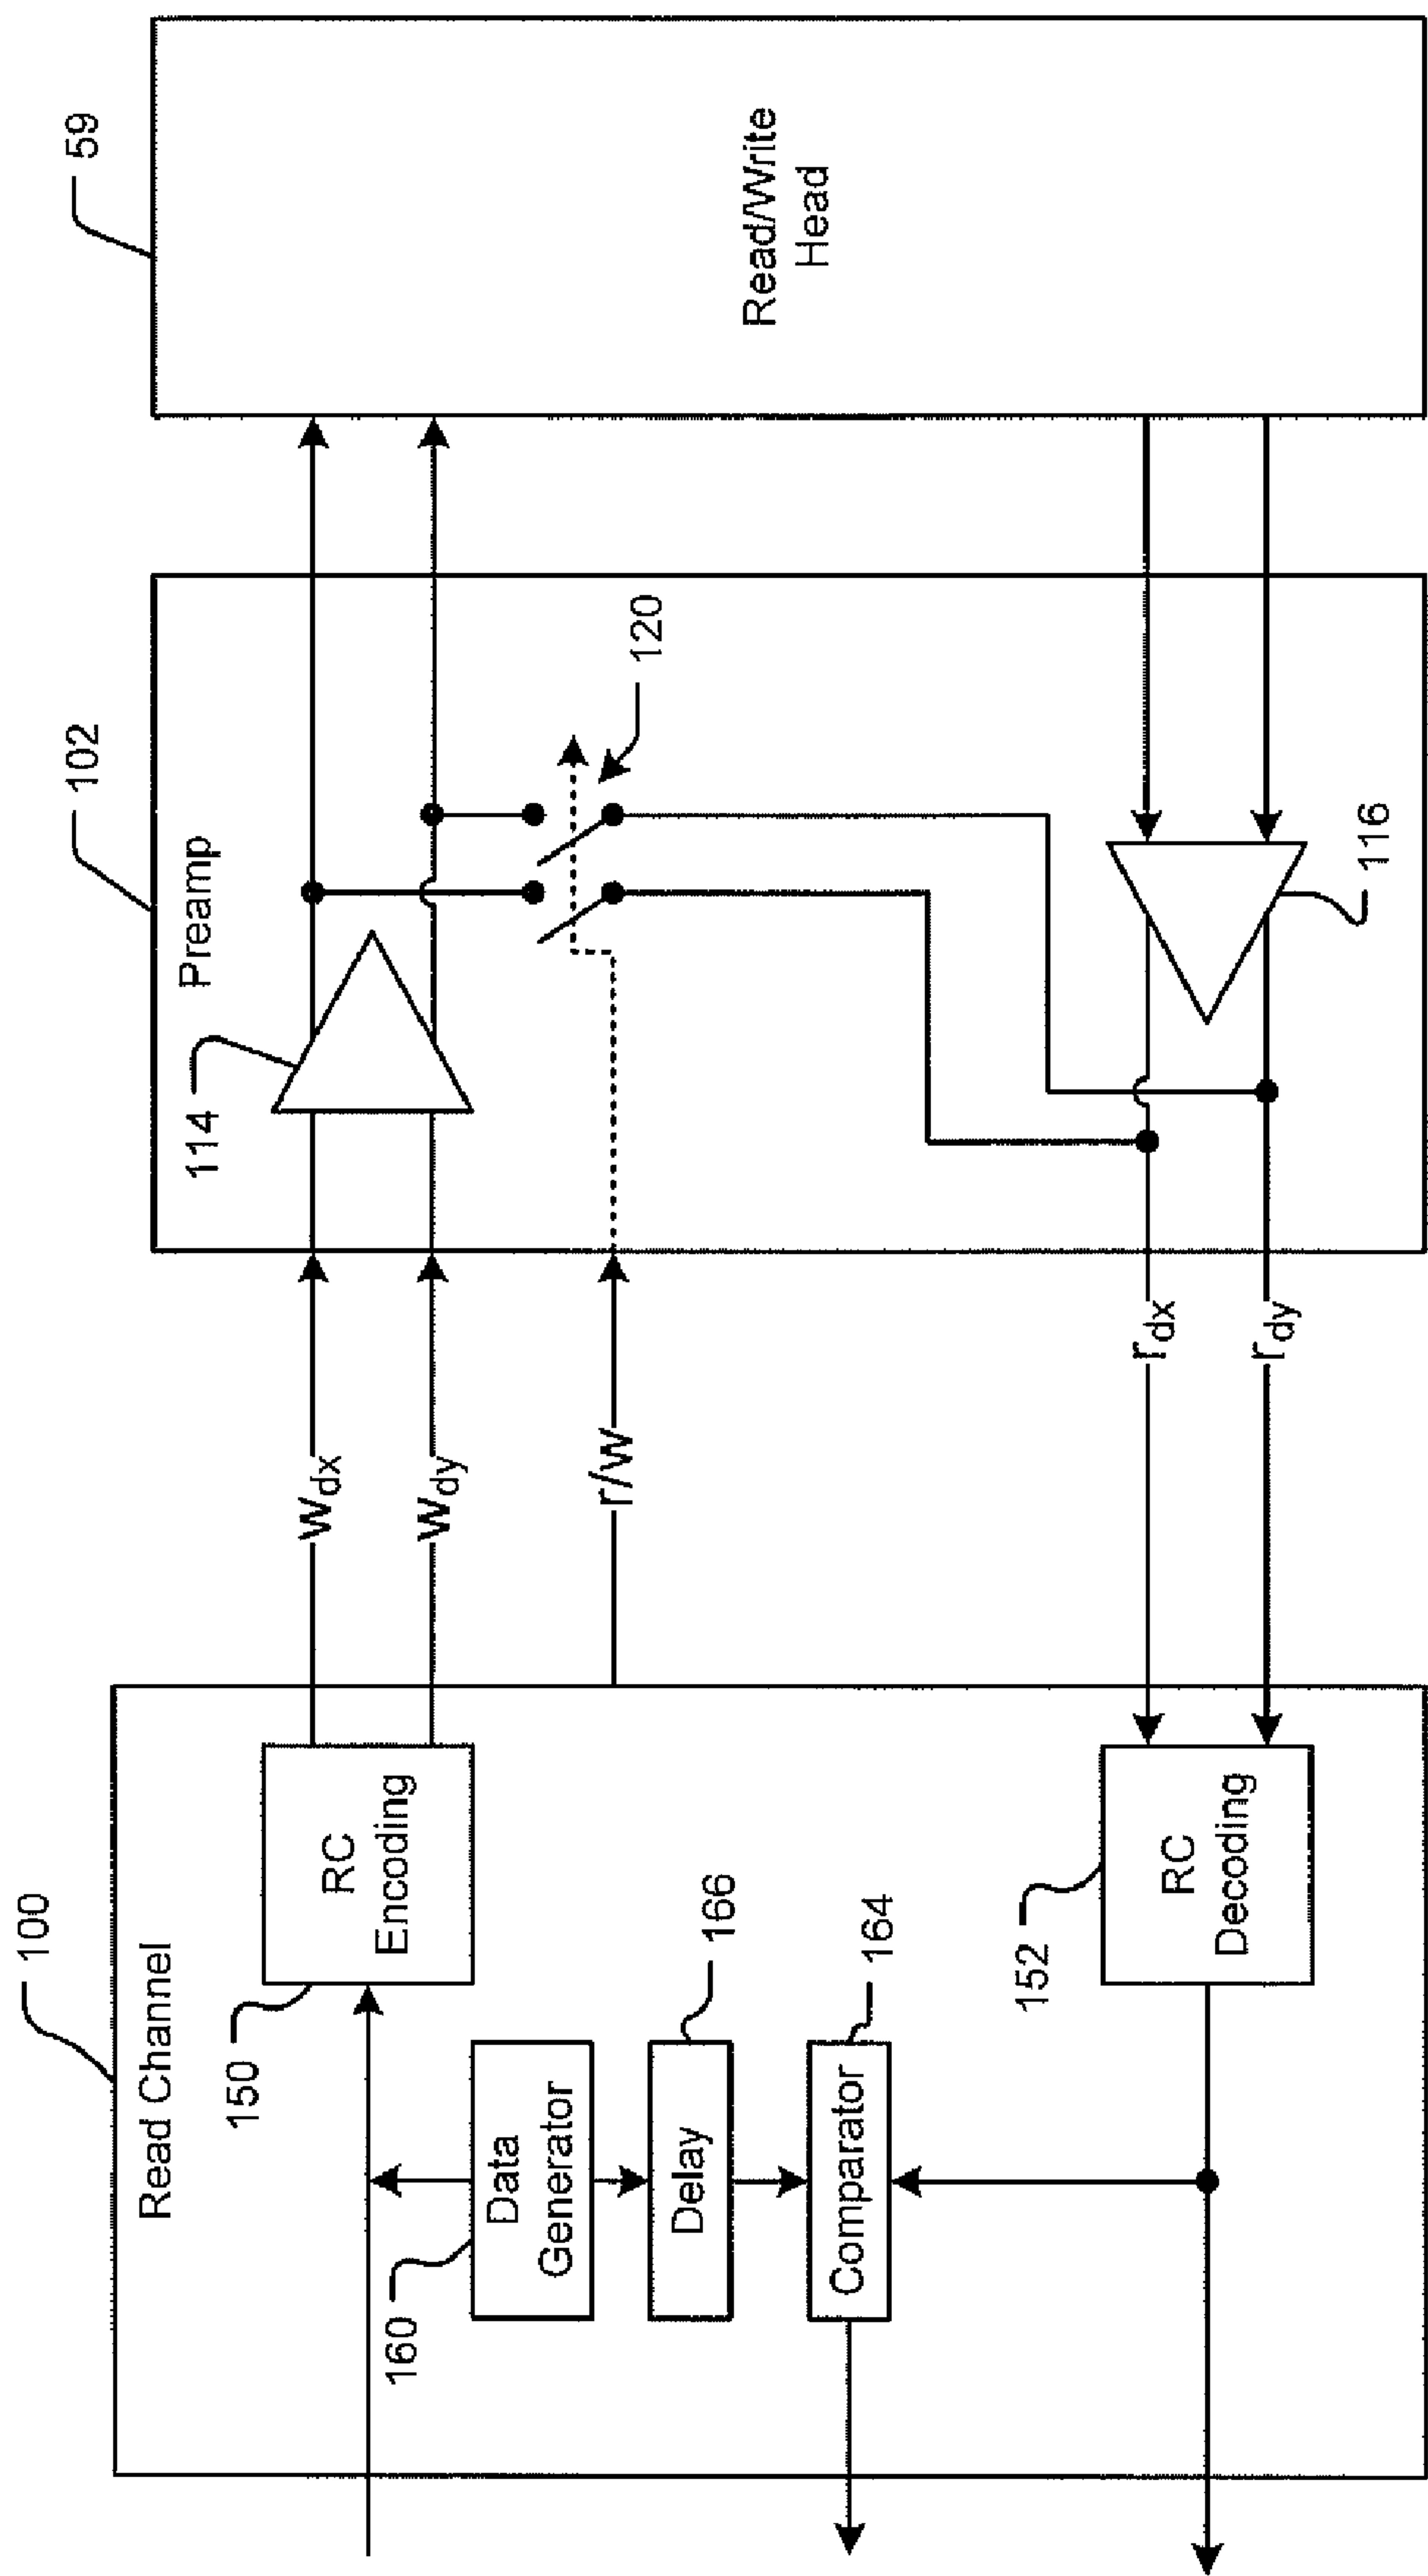 100
Read Channel
150
RC
Encoding
160
Data
Generator
Delay
166
Comparator
164
152
RC
Decoding
wdx
wdy
r/w
rdx
rdy
102
Preamp
114
120
116
59
Read/Write
Head